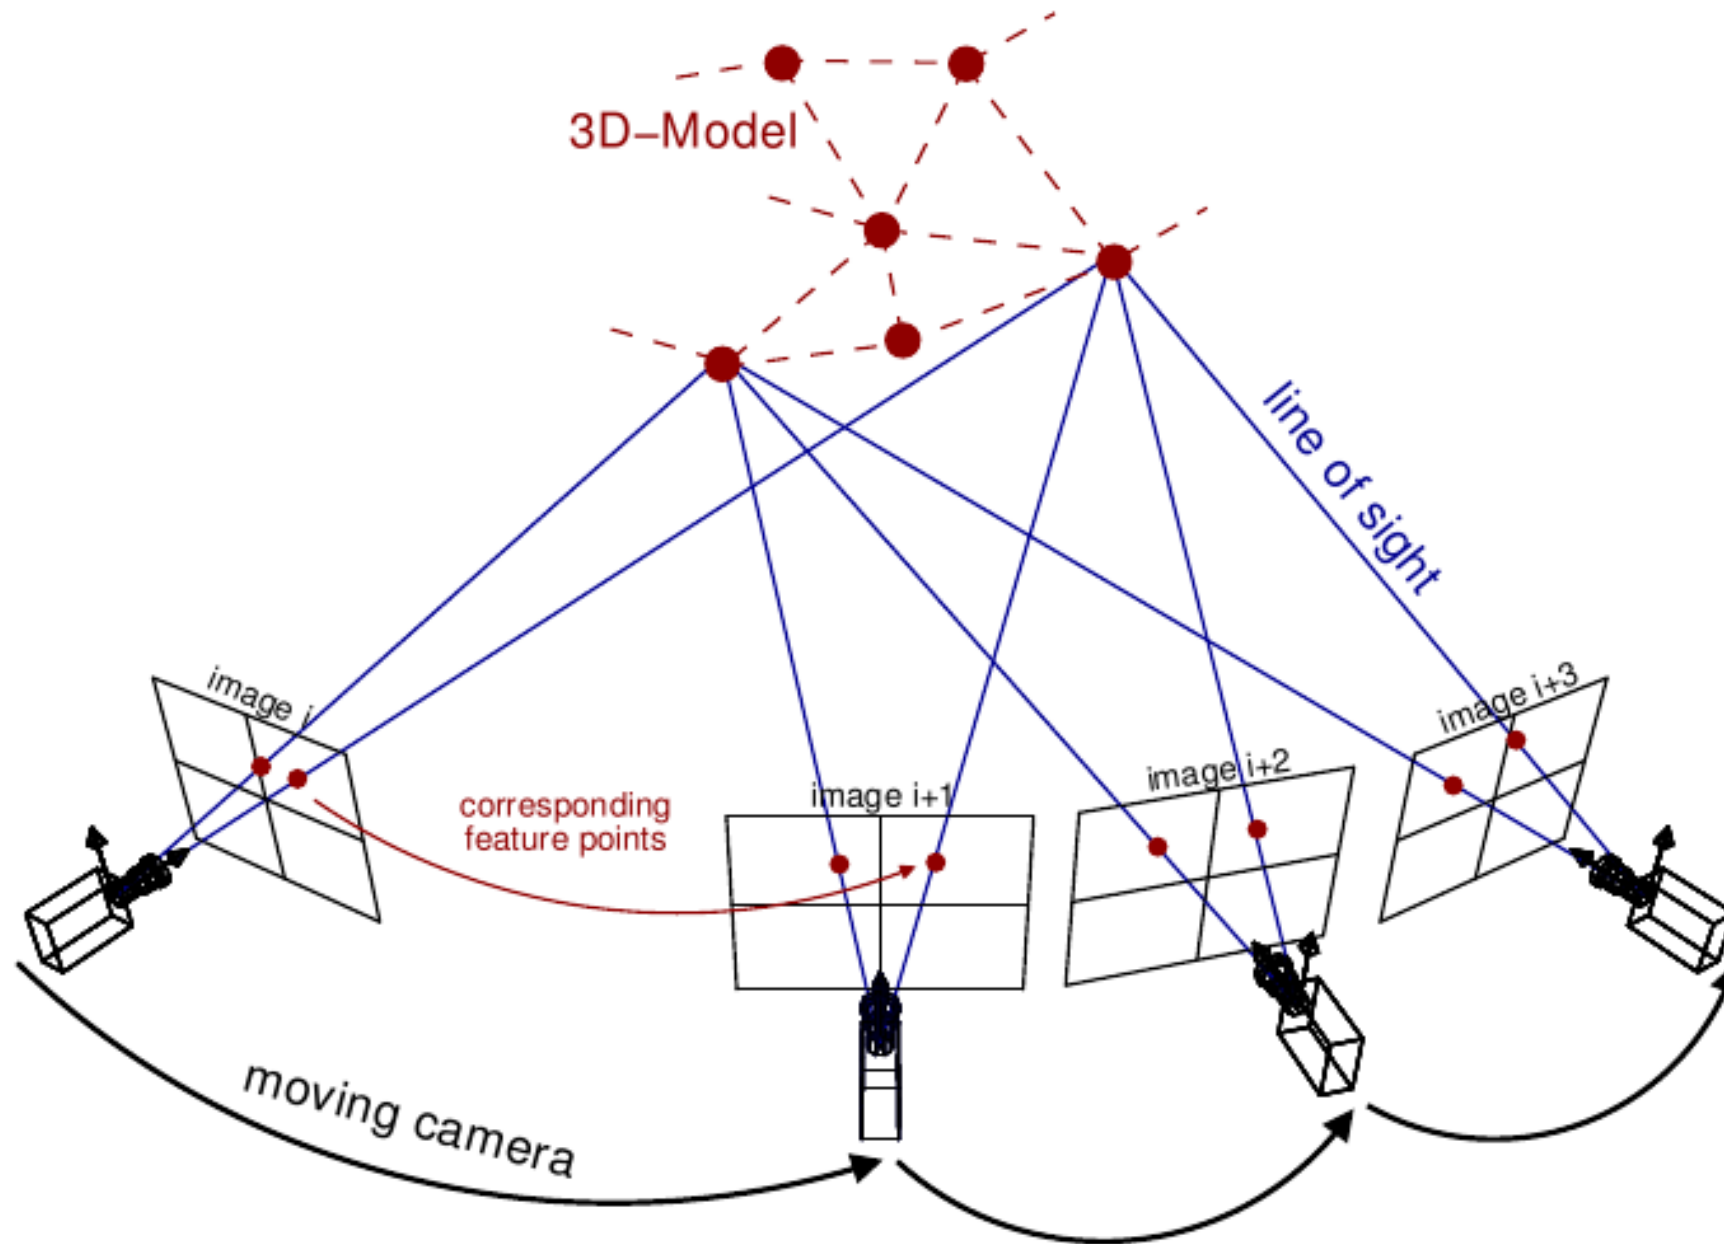 3D–Model
line of sight
image i
image i+3
image i+2
image i+1
corresponding
feature points
moving camera